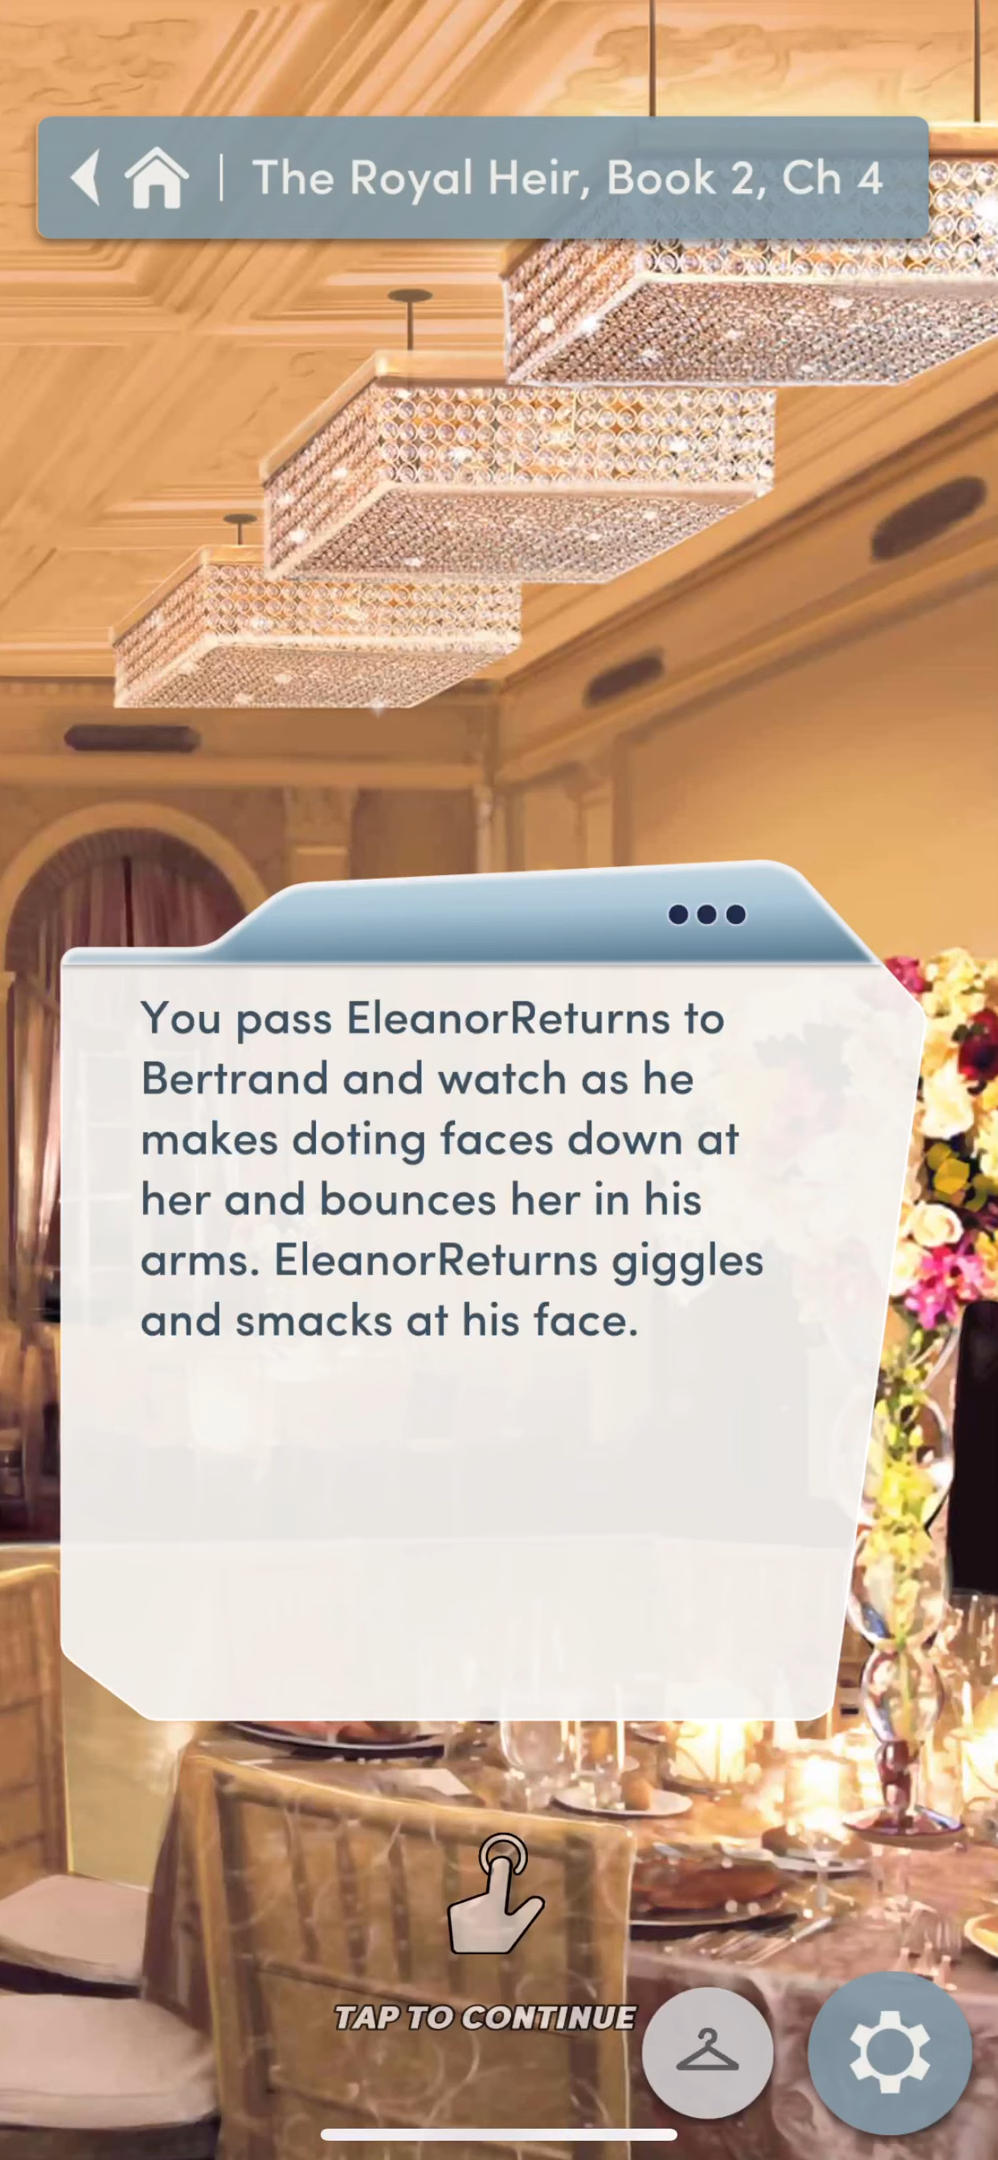 The Royal Heir, Book 2, Ch 4
You pass EleanorReturns to
Bertrand and watch as he
makes doting faces down at
her and bounces her in his
arms. EleanorReturns giggles
and smacks at his face.
TAP TO CONTINUE